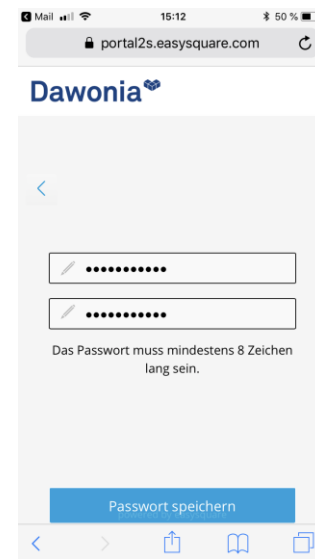 Mail 15:12 50 %
portal2s.easysquare.com
Dawonia
Das Passwort muss mindestens 8 Zeichen
lang sein.
Passwort speichern